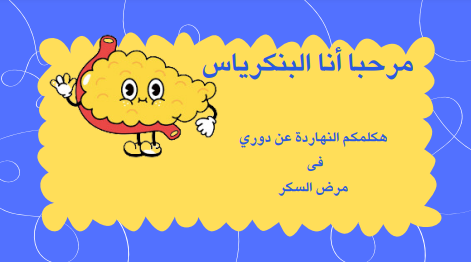 مرحبا أنا البنكرياس
هكلمكم النهاردة عن دوري
فى
مرض السكر